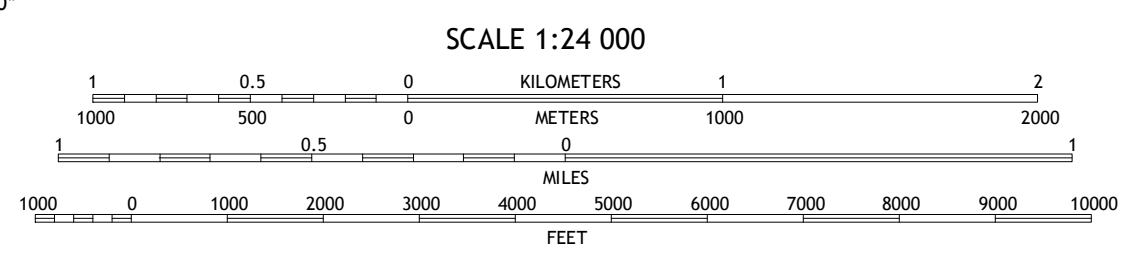 0"
SCALE 1:24 000
1 0.5 0 KILOMETERS 1 2
1000 500 0 METERS 1000 2000
1 0.5 0 1
MILES
1000 0 1000 2000 3000 4000 5000 6000 7000 8000 9000 10000
FEET